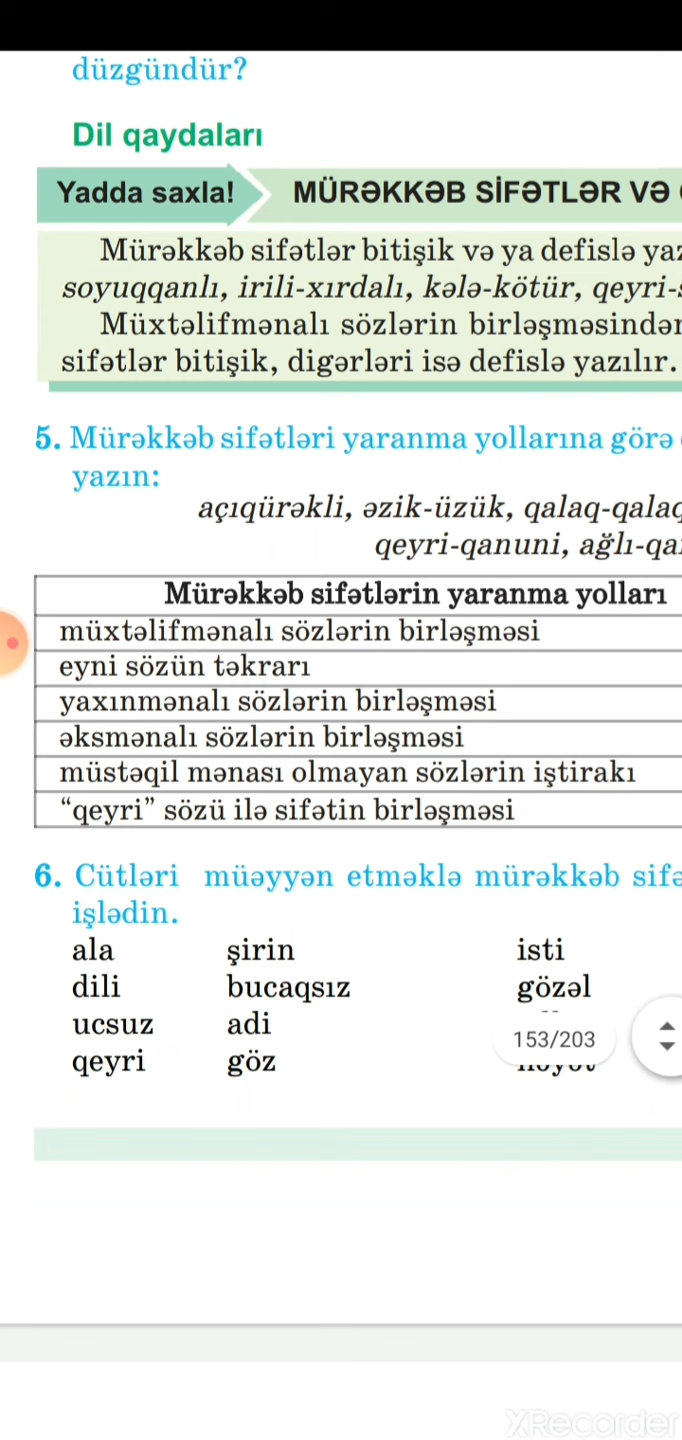 düzgündür?
Dil qaydaları
Yadda saxla! MÜRƏKKƏB SİFƏTLƏR VƏ
Mürəkkəb sifətlər bitişik və ya defislə
soyuqqanlı, irili-xırdalı, kələ-kötür,
Müxtəlifmənalı sözlərin
sifətlər bitişik, digərləri isə defislə yazılır.
5. Mürəkkəb sifətləri yaranma yollarına görə
yazın:
açıqürəkli, əzik-üzük,
qeyri-qanuni,
Mürəkkəb sifətlərin yaranma yolları
müxtəlifmənalı sözlərin birləşməsi
eyni sözün təkrarı
yaxınmənalı sözlərin birləşməsi
əksmənalı sözlərin birləşməsi
müstəqil mənası olmayan sözlərin iştirakı
“qeyri” sözü ilə sifətin birləşməsi
6. Cütləri müəyyən etməklə mürəkkəb
işlədin.
ala şirin isti
dili bucaqsız gözəl
ucsuz adi
153/203
qeyri göz
XRecorder